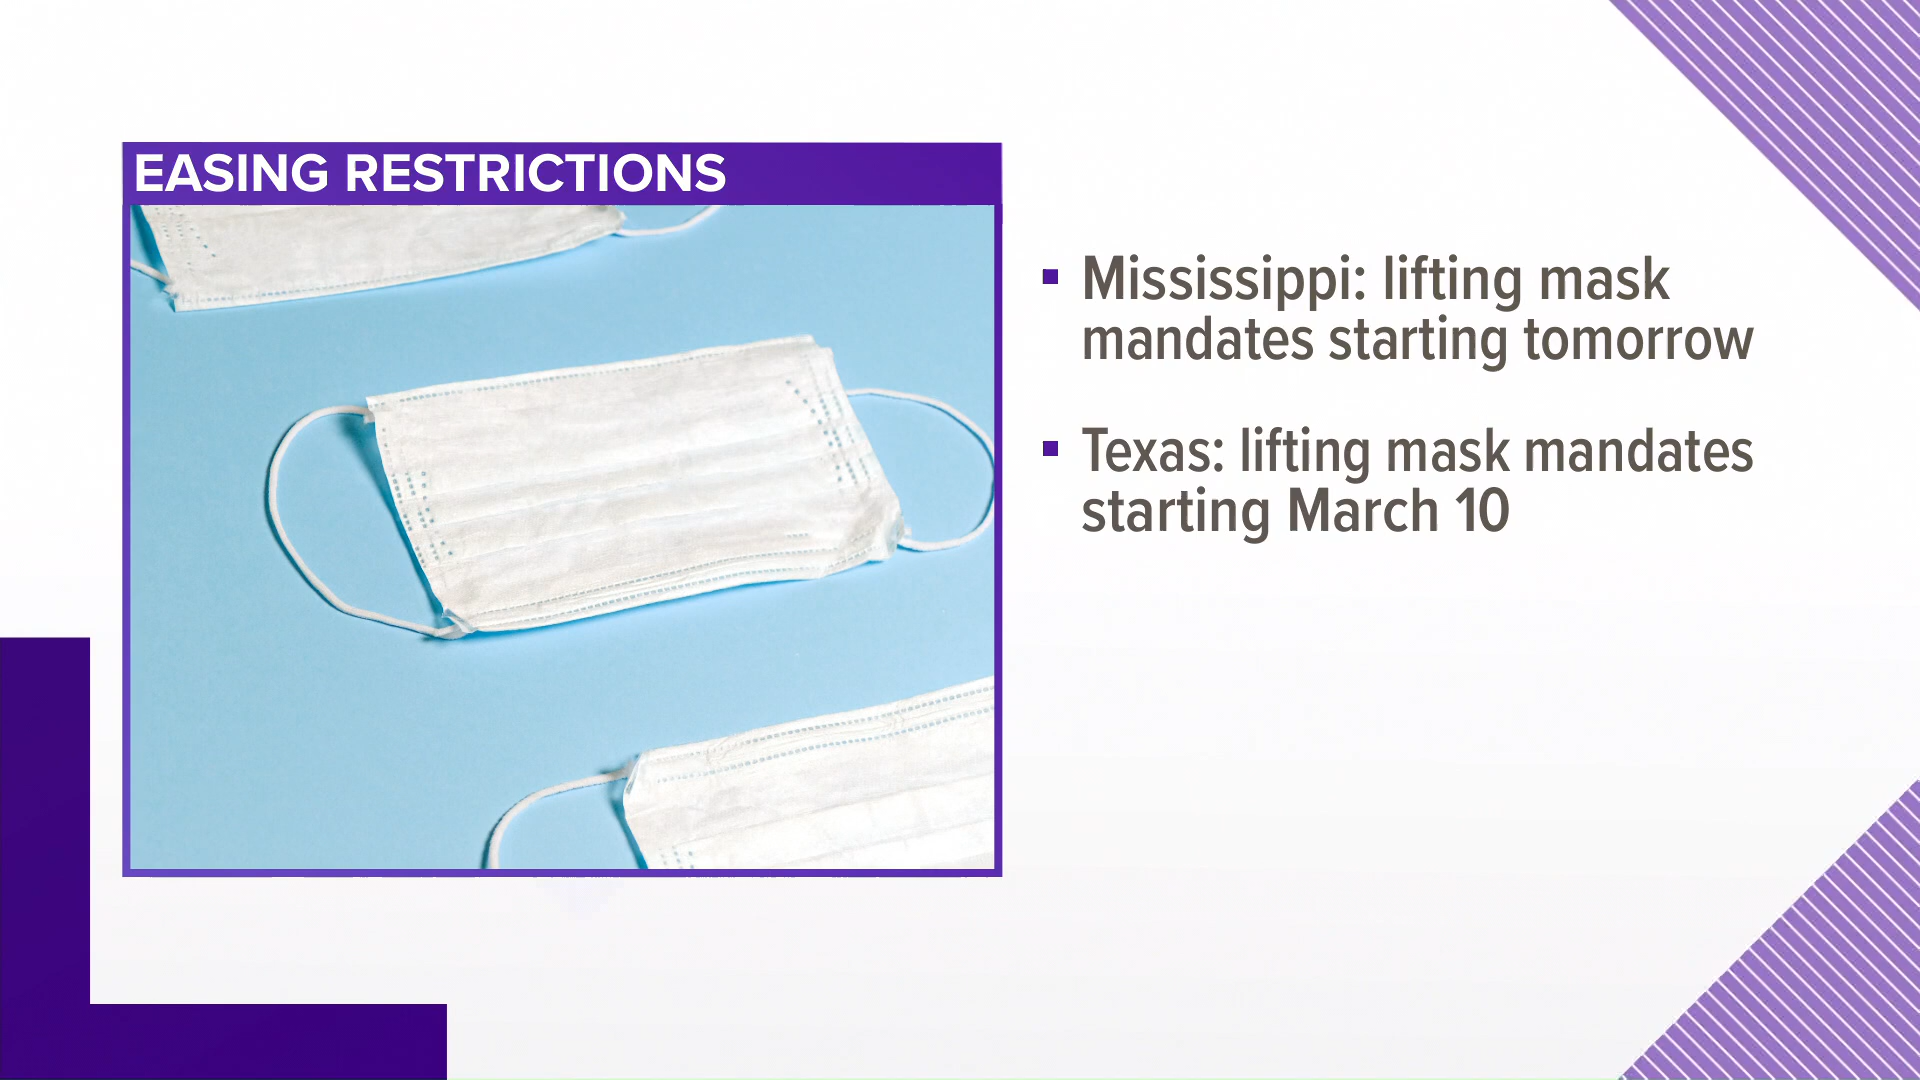 EASING RESTRICTIONS
Mississippi: lifting mask
mandates starting tomorrow
Texas: lifting mask mandates
starting March 10